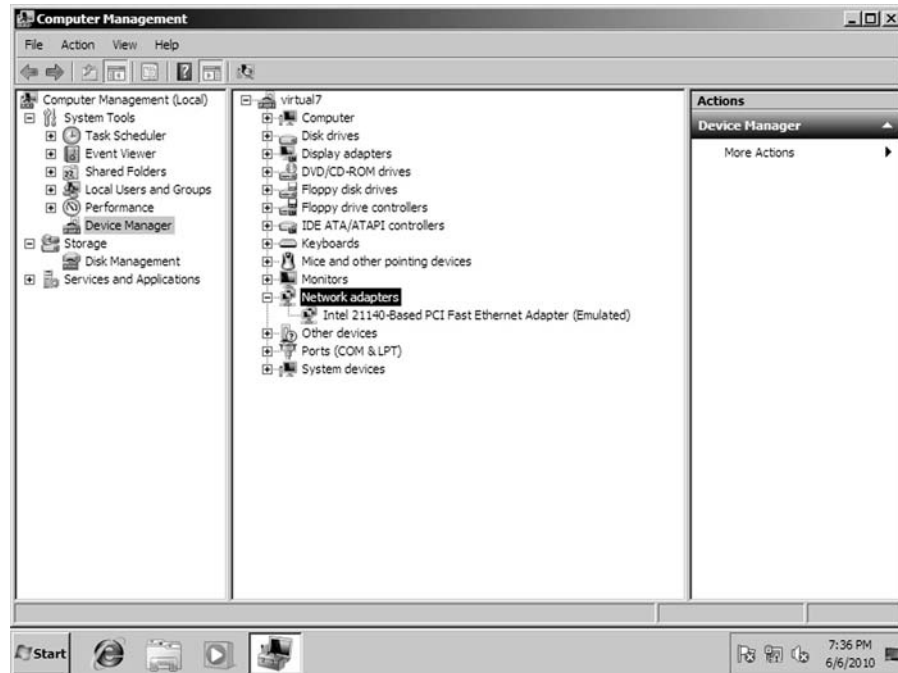 Computer Management
File Action View Help
Computer Management (Local)
System Tools
Task Scheduler
Event Viewer
Shared Folders
Local Users and Groups
Performance
Device Manager
Storage
Disk Management
Services and Applications
virtual7
Computer
Disk drives
Display adapters
DVD/CD-ROM drives
Floppy disk drives
Floppy drive controllers
IDE ATA/ATAPI controllers
Keyboards
Mice and other pointing devices
Monitors
Network adapters
Intel 21140-Based PCI Fast Ethernet Adapter (Emulated)
Other devices
Ports (COM & LPT)
System devices
Actions
Device Manager
More Actions
Start
7:36 PM
6/6/2010